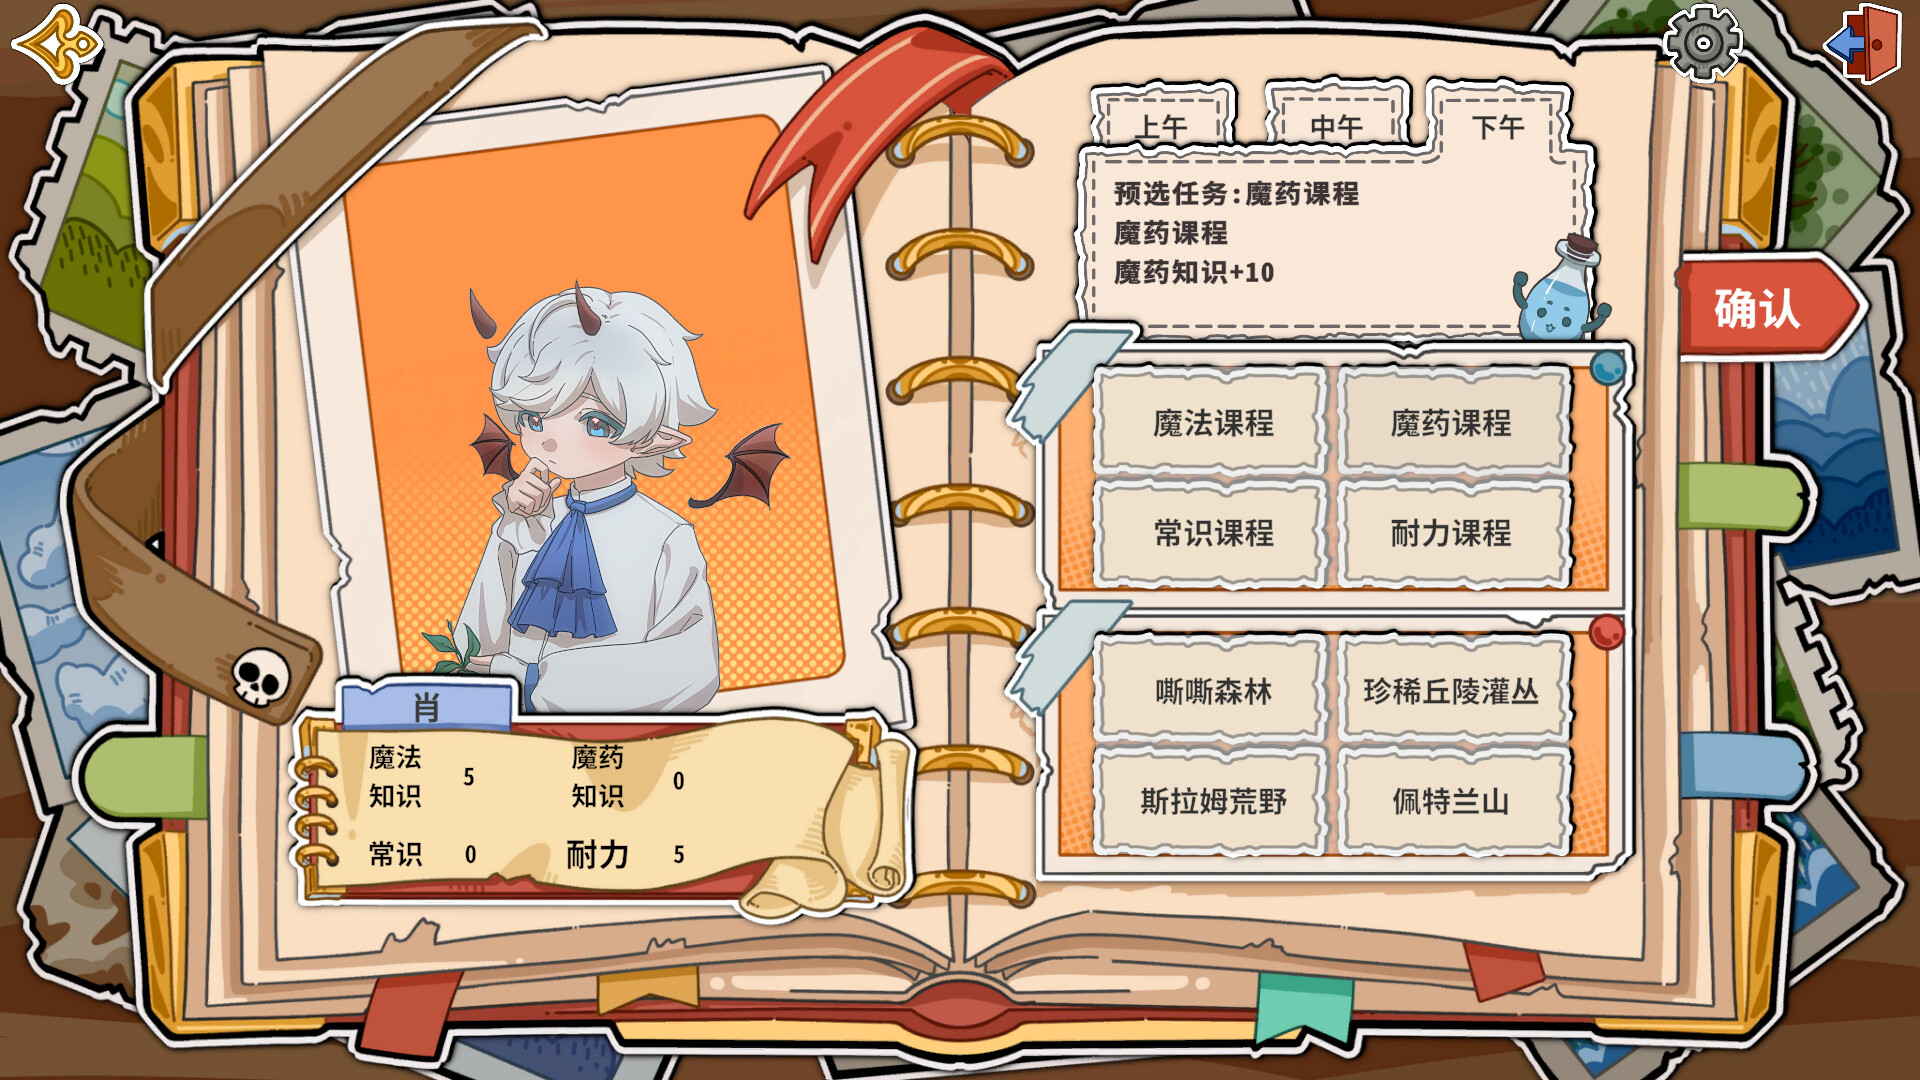 上午
中午
下午
预选任务:魔药课程
魔药课程
魔药知识+10
确认
魔法课程
魔药课程
常识课程
耐力课程
嘶嘶森林
珍稀丘陵灌丛
斯拉姆荒野
佩特兰山
肖
魔法知识 5
魔药知识 0
常识 0
耐力 5